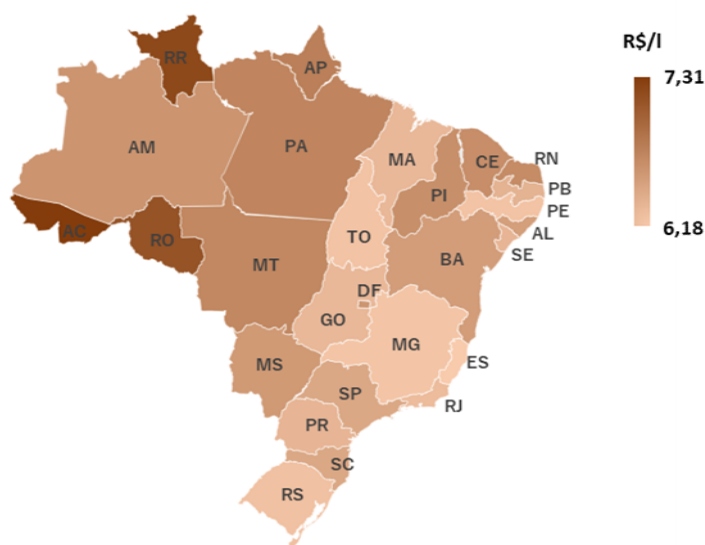 R$/l
7,31
6,18
RR
AP
AM
PA
MA
CE
RN
PB
PE
PI
AL
SE
AC
RO
TO
BA
MT
DF
GO
MG
ES
MS
SP
RJ
PR
SC
RS